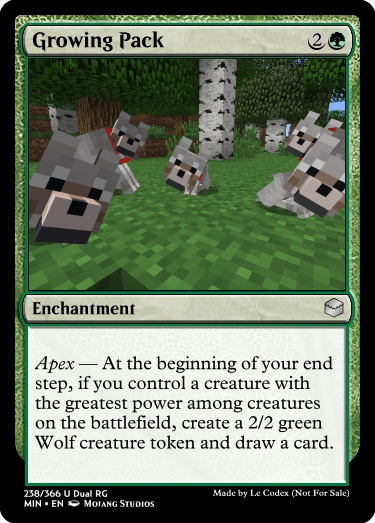 Growing Pack 2
Enchantment
Apex — At the beginning of your end
step, if you control a creature with
the greatest power among creatures
on the battlefield, create a 2/2 green
Wolf creature token and draw a card.
238/366 U Dual RG
MIN • EN Mojang Studios
Made by Le Codex (Not For Sale)